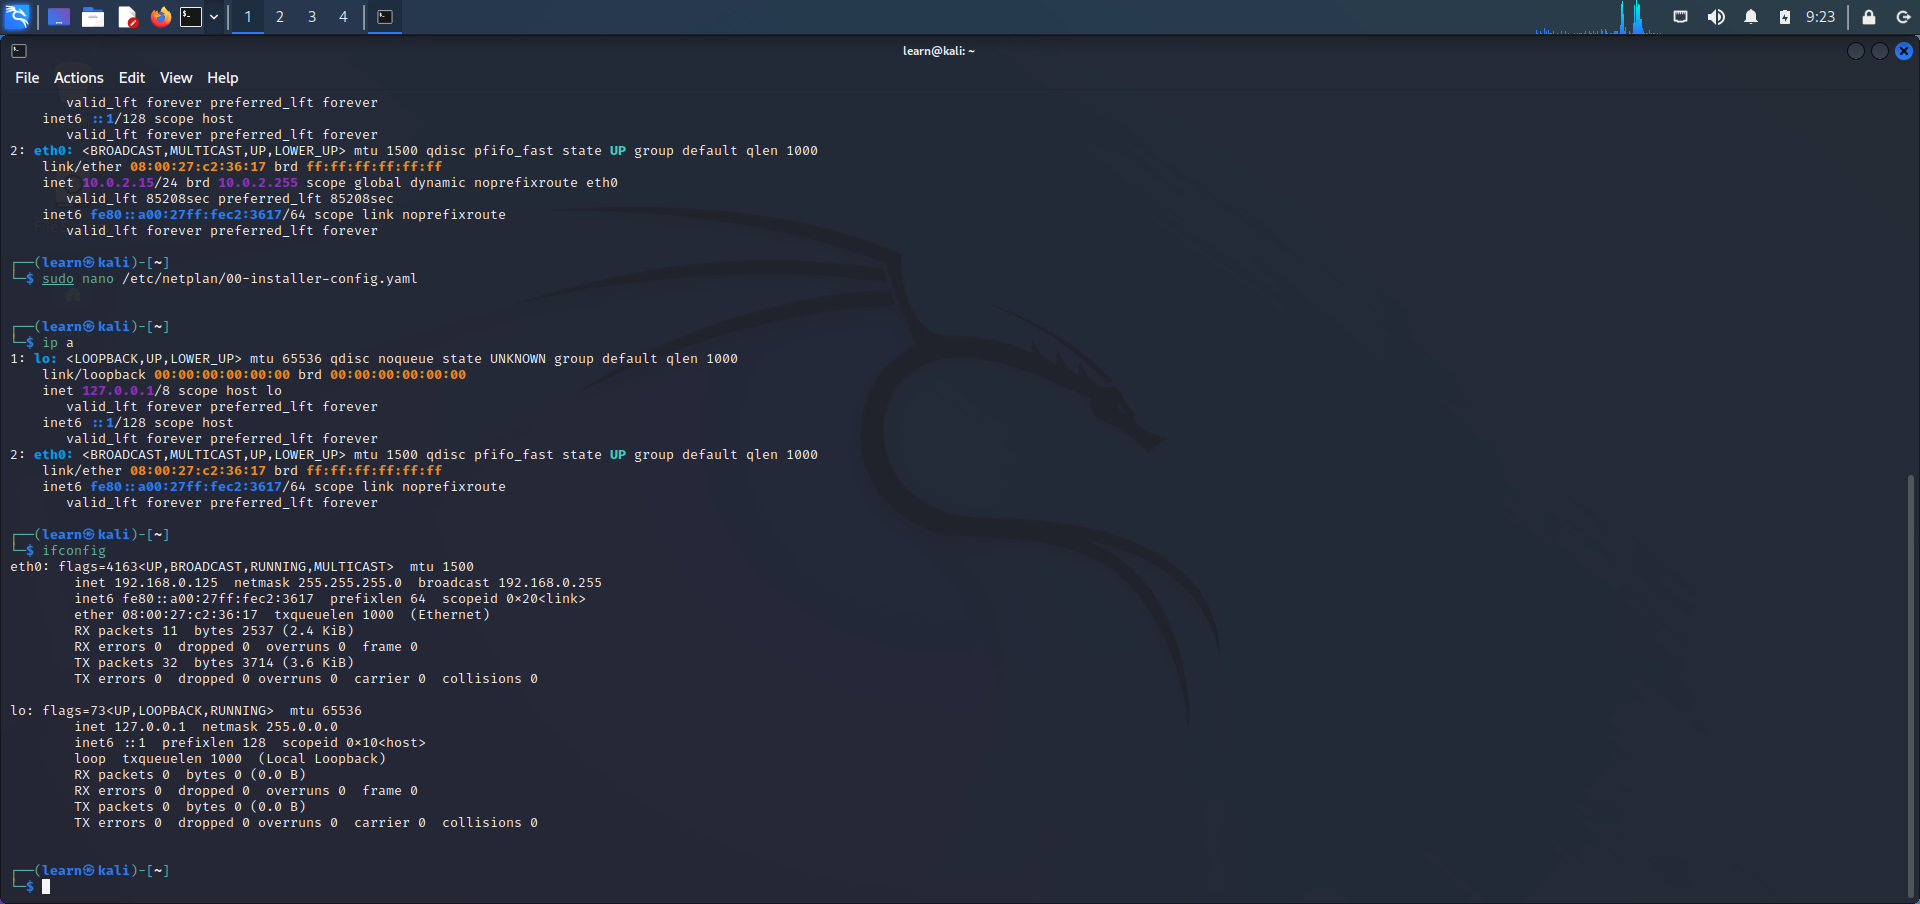 1 2 3 4
9:23
learn@kali: ~
File Actions Edit View Help
valid_lft forever preferred_lft forever
inet6 ::1/128 scope host
valid_lft forever preferred_lft forever
2: eth0: <BROADCAST,MULTICAST,UP,LOWER_UP> mtu 1500 qdisc pfifo_fast state UP group default qlen 1000
link/ether 08:00:27:c2:36:17 brd ff:ff:ff:ff:ff:ff
inet 10.0.2.15/24 brd 10.0.2.255 scope global dynamic noprefixroute eth0
valid_lft 85208sec preferred_lft 85208sec
inet6 fe80::a00:27ff:fec2:3617/64 scope link noprefixroute
valid_lft forever preferred_lft forever
┌──(learn㉿kali)-[~]
└─$ sudo nano /etc/netplan/00-installer-config.yaml
┌──(learn㉿kali)-[~]
└─$ ip a
1: lo: <LOOPBACK,UP,LOWER_UP> mtu 65536 qdisc noqueue state UNKNOWN group default qlen 1000
link/loopback 00:00:00:00:00:00 brd 00:00:00:00:00:00
inet 127.0.0.1/8 scope host lo
valid_lft forever preferred_lft forever
inet6 ::1/128 scope host
valid_lft forever preferred_lft forever
2: eth0: <BROADCAST,MULTICAST,UP,LOWER_UP> mtu 1500 qdisc pfifo_fast state UP group default qlen 1000
link/ether 08:00:27:c2:36:17 brd ff:ff:ff:ff:ff:ff
inet6 fe80::a00:27ff:fec2:3617/64 scope link noprefixroute
valid_lft forever preferred_lft forever
┌──(learn㉿kali)-[~]
└─$ ifconfig
eth0: flags=4163<UP,BROADCAST,RUNNING,MULTICAST>  mtu 1500
inet 192.168.0.125  netmask 255.255.255.0  broadcast 192.168.0.255
inet6 fe80::a00:27ff:fec2:3617  prefixlen 64  scopeid 0×20<link>
ether 08:00:27:c2:36:17  txqueuelen 1000  (Ethernet)
RX packets 11  bytes 2537 (2.4 KiB)
RX errors 0  dropped 0  overruns 0  frame 0
TX packets 32  bytes 3714 (3.6 KiB)
TX errors 0  dropped 0 overruns 0  carrier 0  collisions 0
lo: flags=73<UP,LOOPBACK,RUNNING>  mtu 65536
inet 127.0.0.1  netmask 255.0.0.0
inet6 ::1  prefixlen 128  scopeid 0×10<host>
loop  txqueuelen 1000  (Local Loopback)
RX packets 0  bytes 0 (0.0 B)
RX errors 0  dropped 0  overruns 0  frame 0
TX packets 0  bytes 0 (0.0 B)
TX errors 0  dropped 0 overruns 0  carrier 0  collisions 0
┌──(learn㉿kali)-[~]
└─$